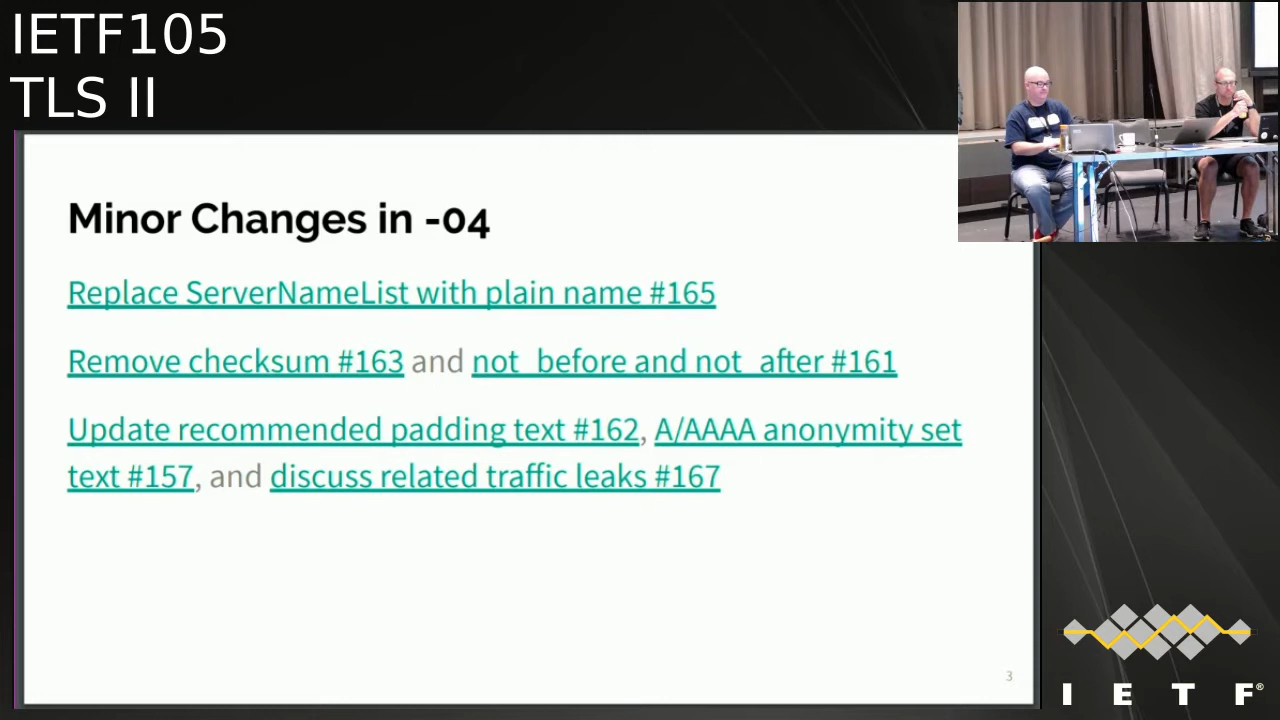 IETF105
TLS II
Minor Changes in -04
Replace ServerNameList with plain name #165
Remove checksum #163 and not_before and not_after #161
Update recommended padding text #162, A/AAAA anonymity set
text #157, and discuss related traffic leaks #167
3
I E T F®